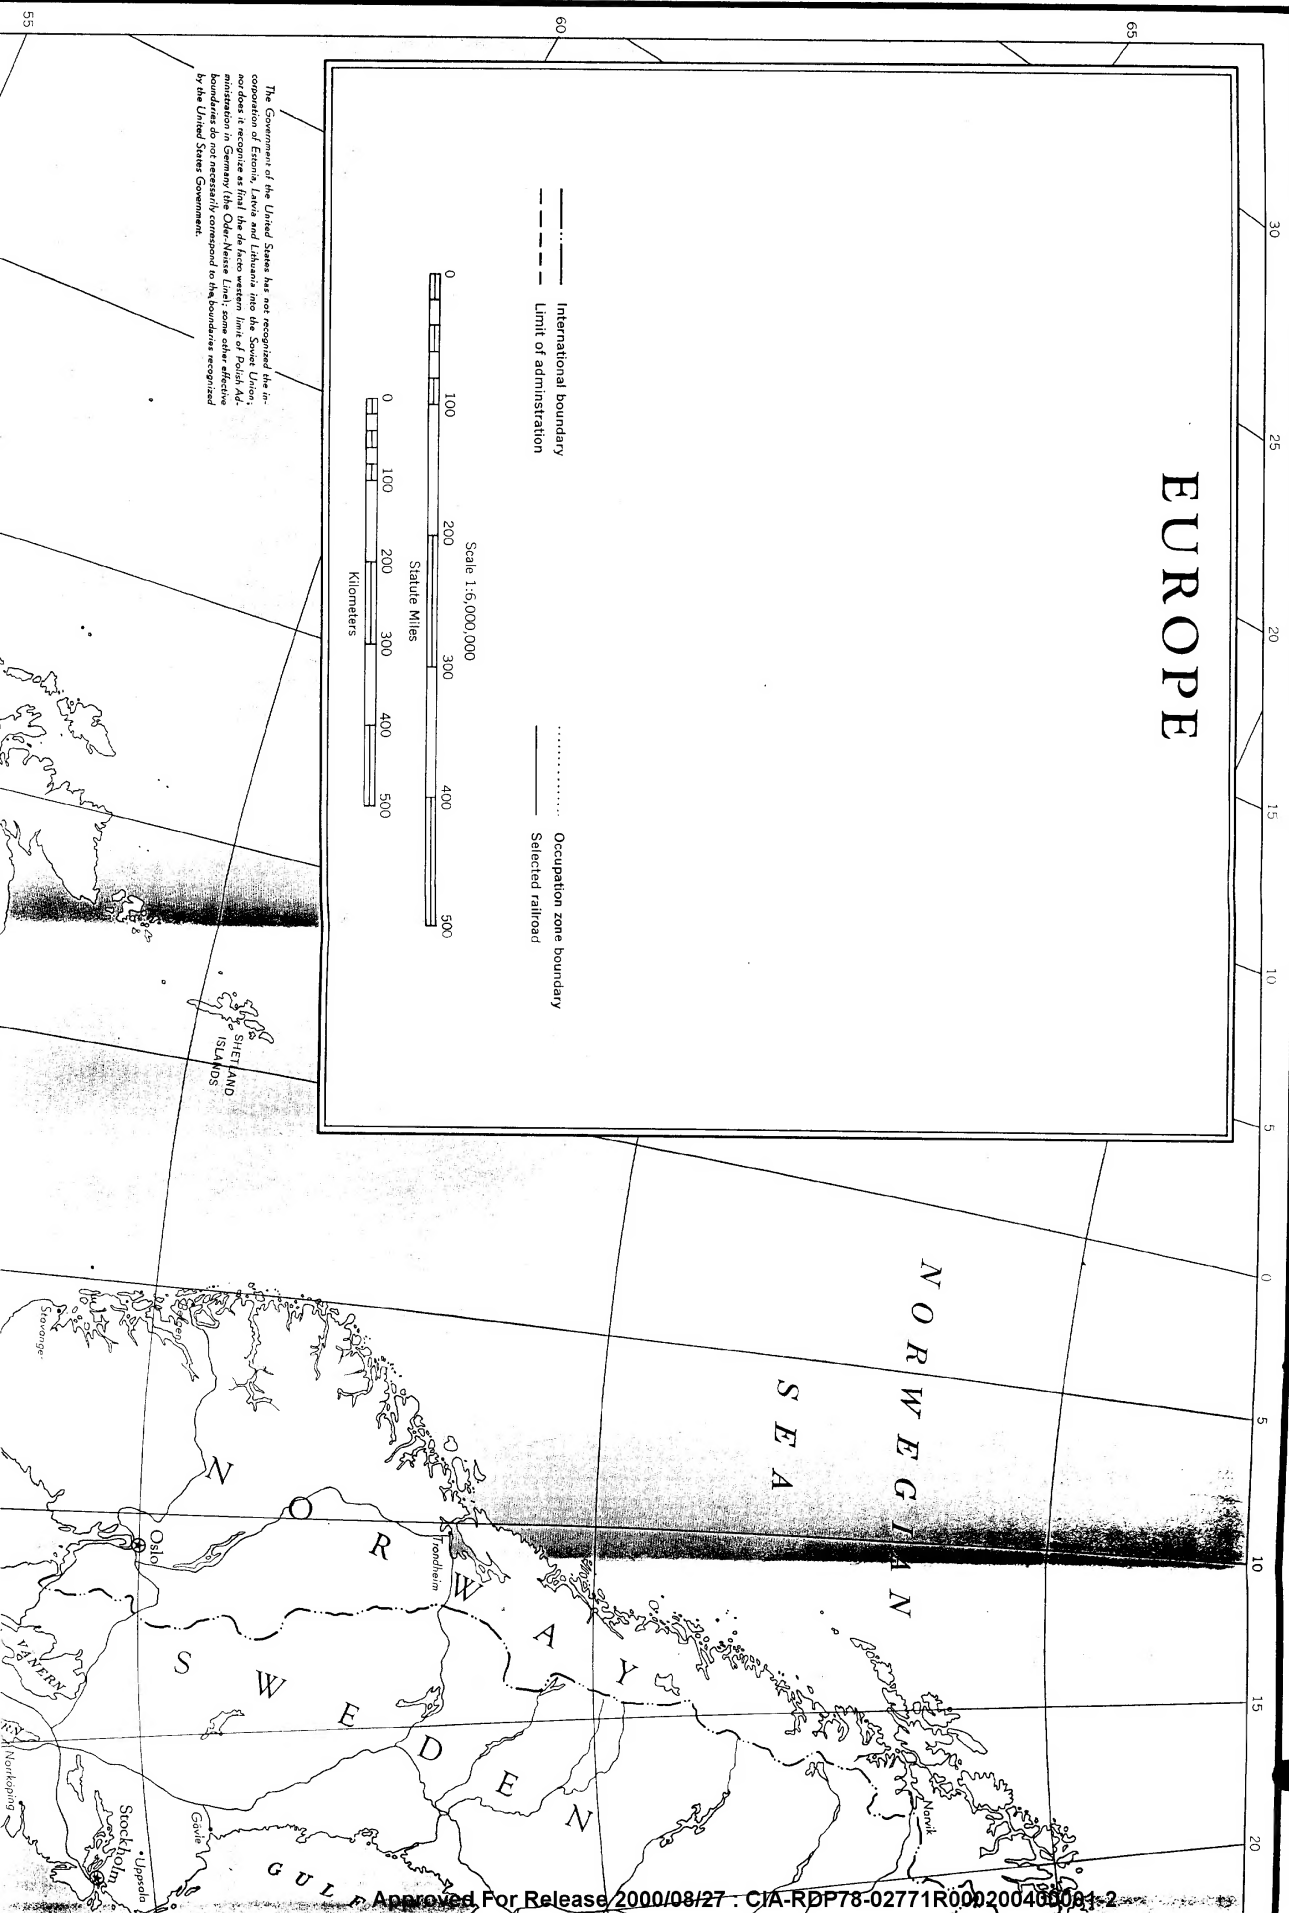 EUROPE
International boundary
Limit of adminstration
Occupation zone boundary
Selected railroad
Scale 1:6,000,000
0 100 200 300 400 500
Statute Miles
0 100 200 300 400 500
Kilometers
The Government of the United States has not recognized the in-
corporation of Estonia, Latvia and Lithuania into the Soviet Union;
nor does it recognize as final the de facto western limit of Polish Ad-
ministration in Germany (the Oder-Neisse Line); some other effective
boundaries do not necessarily correspond to the boundaries recognized
by the United States Government.
30
25
20
15
10
5
0
5
10
15
20
65
60
55
NORWEGIAN
SEA
SHETLAND
ISLANDS
NORWAY
SWEDEN
Narvik
Trondheim
Bergen
Oslo
VANERN
Gävle
Uppsala
Stockholm
Norrköping
GULF
Approved For Release 2000/08/27 : CIA-RDP78-02771R000200400001-2